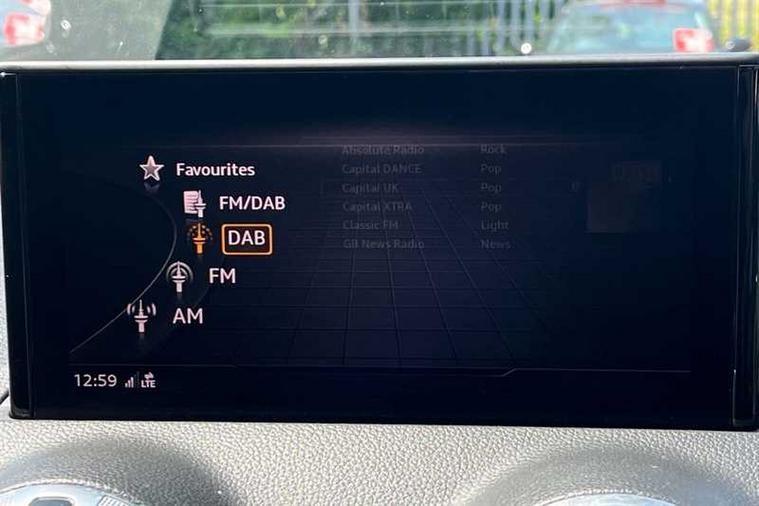 Favourites
FM/DAB
DAB
FM
AM
Absolute Radio Rock
Capital DANCE Pop
Capital UK Pop
Capital XTRA Pop
Classic FM Light
GB News Radio News
12:59 LTE